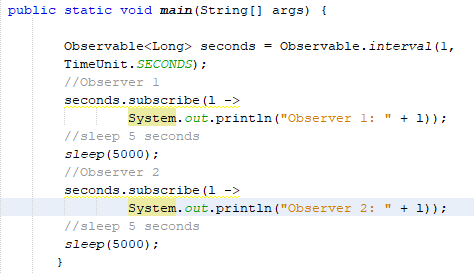 public static void main(String[] args) {
Observable<Long> seconds = Observable.interval(1,
TimeUnit.SECONDS);
//Observer 1
seconds.subscribe(l ->
System.out.println("Observer 1: " + l));
//sleep 5 seconds
sleep(5000);
//Observer 2
seconds.subscribe(l ->
System.out.println("Observer 2: " + l));
//sleep 5 seconds
sleep(5000);
}